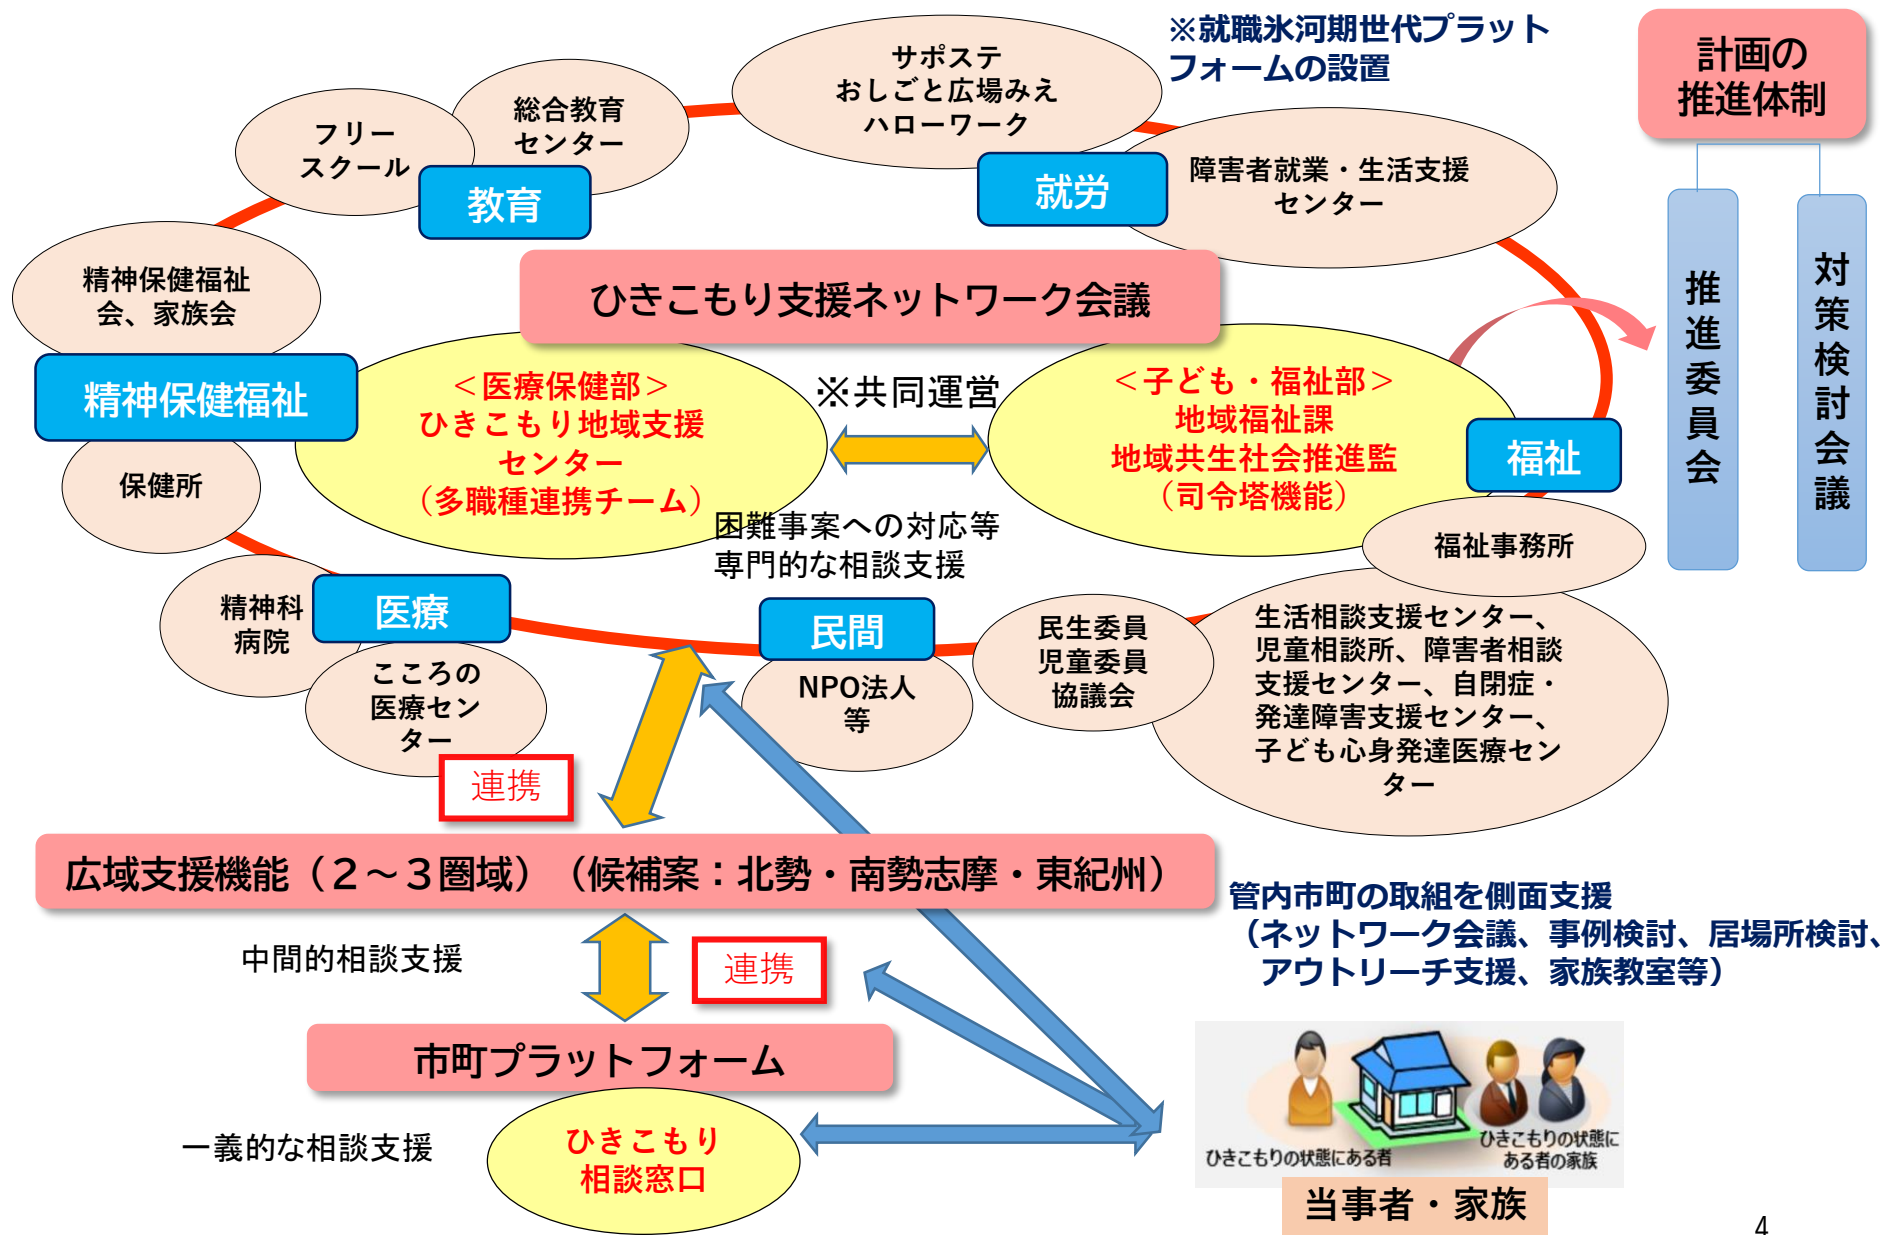 ※就職氷河期世代プラット
フォームの設置
計画の
推進体制
サポステ
おしごと広場みえ
ハローワーク
総合教育
センター
フリー
スクール
教育
就労
障害者就業・生活支援
センター
推進委員会
対策検討会議
精神保健福祉
会、家族会
ひきこもり支援ネットワーク会議
精神保健福祉
＜医療保健部＞
ひきこもり地域支援
センター
（多職種連携チーム）
※共同運営
＜子ども・福祉部＞
地域福祉課
地域共生社会推進監
（司令塔機能）
福祉
保健所
困難事案への対応等
専門的な相談支援
福祉事務所
精神科
病院
医療
こころの
医療セン
ター
民間
NPO法人
等
民生委員
児童委員
協議会
生活相談支援センター、
児童相談所、障害者相談
支援センター、自閉症・
発達障害支援センター、
子ども心身発達医療セン
ター
連携
広域支援機能（２～３圏域）（候補案：北勢・南勢志摩・東紀州）
管内市町の取組を側面支援
（ネットワーク会議、事例検討、居場所検討、
アウトリーチ支援、家族教室等）
中間的相談支援
連携
市町プラットフォーム
一義的な相談支援
ひきこもり
相談窓口
ひきこもりの状態にある者
ひきこもりの状態に
ある者の家族
当事者・家族
4